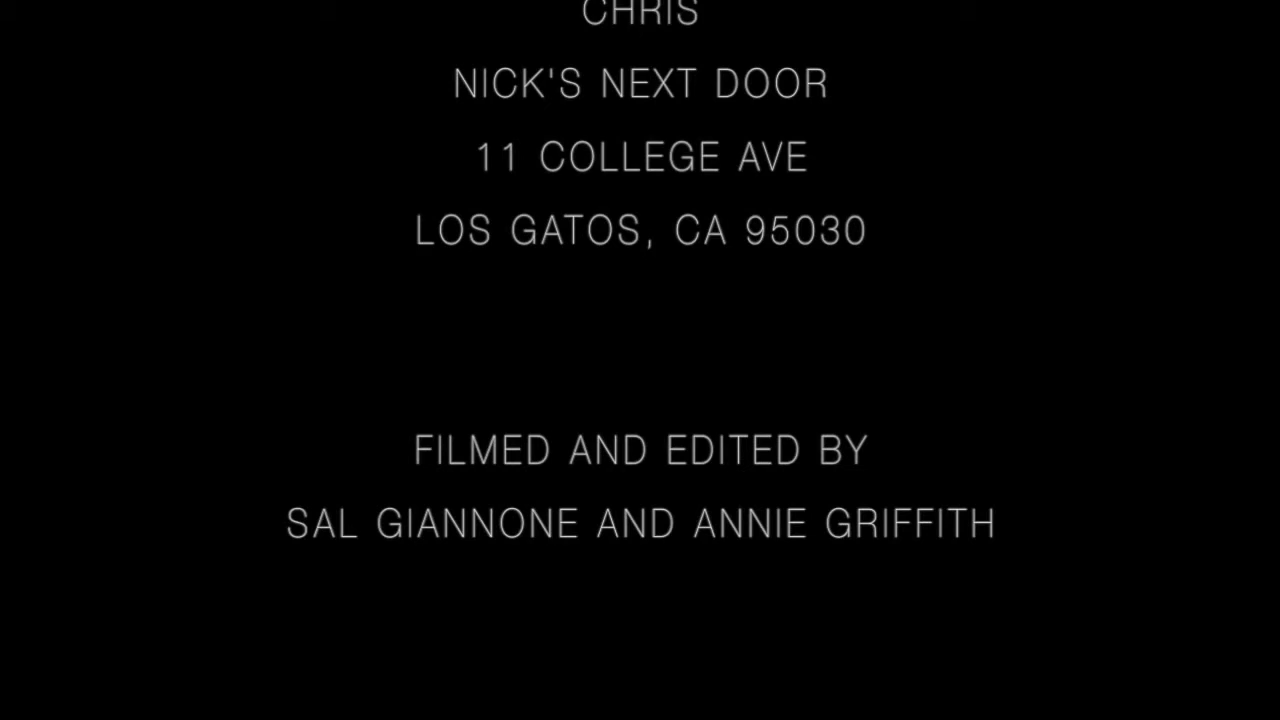 CHRIS
NICK'S NEXT DOOR
11 COLLEGE AVE
LOS GATOS, CA 95030
FILMED AND EDITED BY
SAL GIANNONE AND ANNIE GRIFFITH